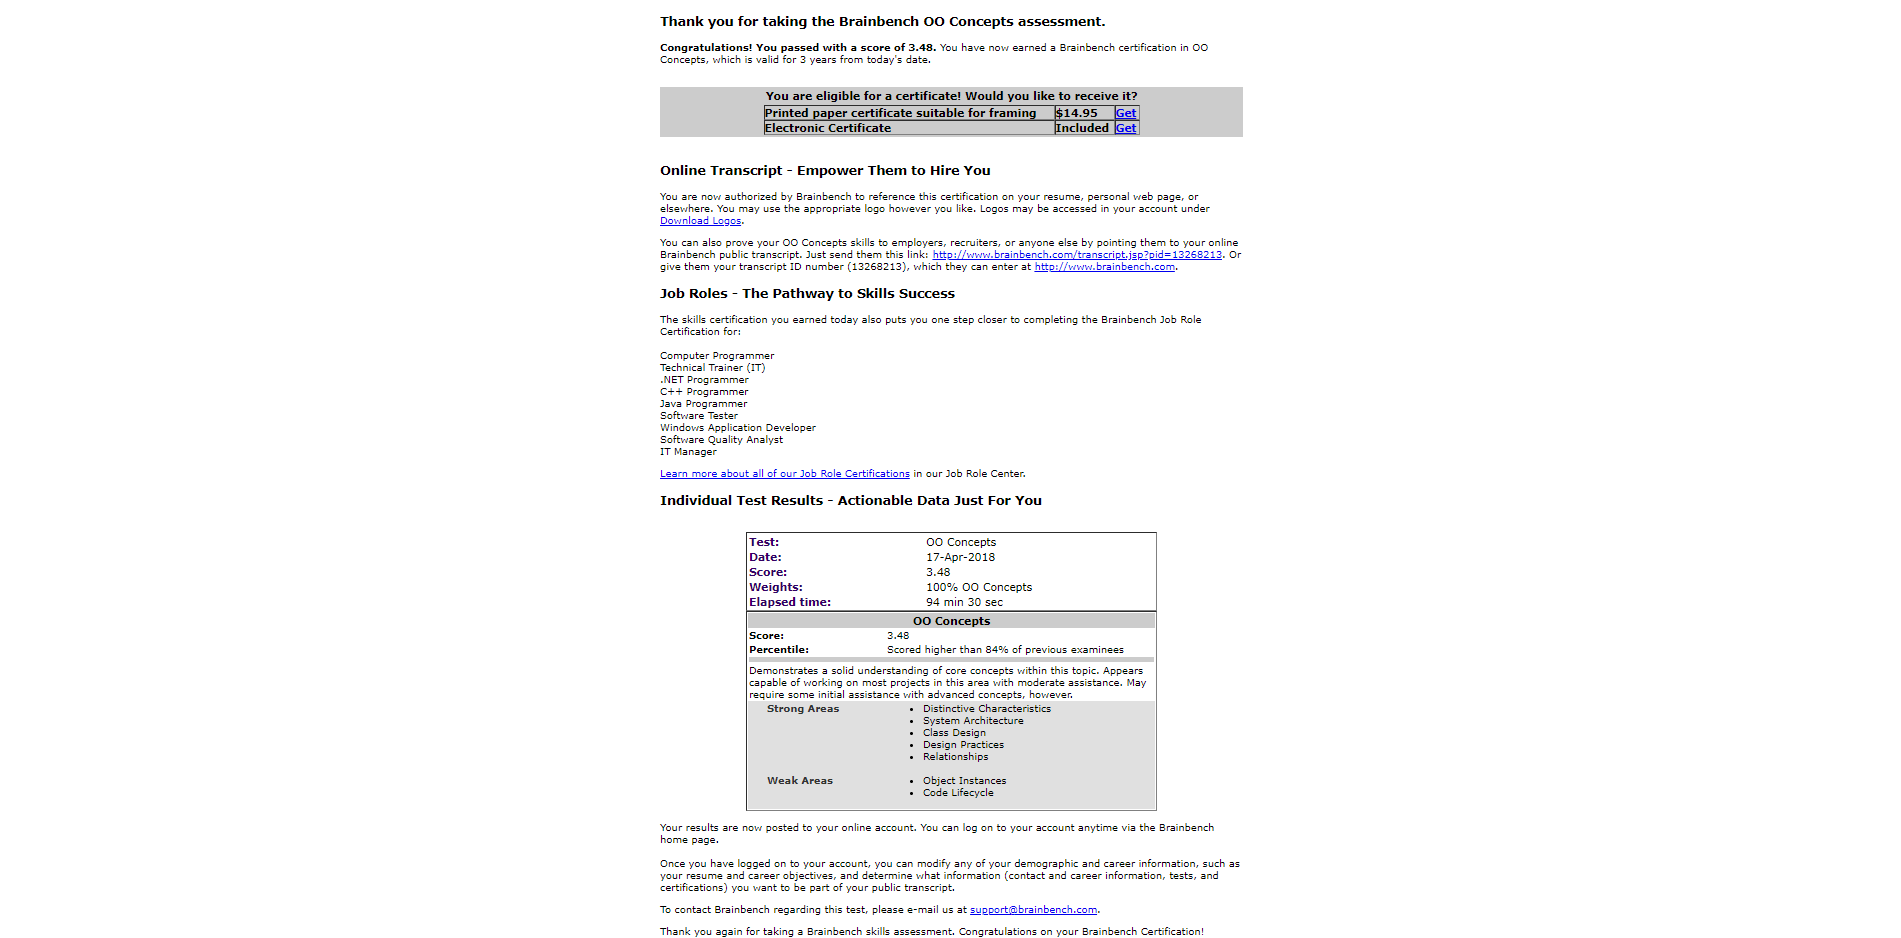 Thank you for taking the Brainbench OO Concepts assessment.
Congratulations! You passed with a score of 3.48. You have now earned a Brainbench certification in OO
Concepts, which is valid for 3 years from today's date.
You are eligible for a certificate! Would you like to receive it?
Printed paper certificate suitable for framing $14.95 Get
Electronic Certificate Included Get
Online Transcript - Empower Them to Hire You
You are now authorized by Brainbench to reference this certification on your resume, personal web page, or
elsewhere. You may use the appropriate logo however you like. Logos may be accessed in your account under
Download Logos.
You can also prove your OO Concepts skills to employers, recruiters, or anyone else by pointing them to your online
Brainbench public transcript. Just send them this link: http://www.brainbench.com/transcript.jsp?pid=13268213. Or
give them your transcript ID number (13268213), which they can enter at http://www.brainbench.com.
Job Roles - The Pathway to Skills Success
The skills certification you earned today also puts you one step closer to completing the Brainbench Job Role
Certification for:
Computer Programmer
Technical Trainer (IT)
.NET Programmer
C++ Programmer
Java Programmer
Software Tester
Windows Application Developer
Software Quality Analyst
IT Manager
Learn more about all of our Job Role Certifications in our Job Role Center.
Individual Test Results - Actionable Data Just For You
Test: OO Concepts
Date: 17-Apr-2018
Score: 3.48
Weights: 100% OO Concepts
Elapsed time: 94 min 30 sec
OO Concepts
Score: 3.48
Percentile: Scored higher than 84% of previous examinees
Demonstrates a solid understanding of core concepts within this topic. Appears
capable of working on most projects in this area with moderate assistance. May
require some initial assistance with advanced concepts, however.
Strong Areas • Distinctive Characteristics
• System Architecture
• Class Design
• Design Practices
• Relationships
Weak Areas • Object Instances
• Code Lifecycle
Your results are now posted to your online account. You can log on to your account anytime via the Brainbench
home page.
Once you have logged on to your account, you can modify any of your demographic and career information, such as
your resume and career objectives, and determine what information (contact and career information, tests, and
certifications) you want to be part of your public transcript.
To contact Brainbench regarding this test, please e-mail us at support@brainbench.com.
Thank you again for taking a Brainbench skills assessment. Congratulations on your Brainbench Certification!